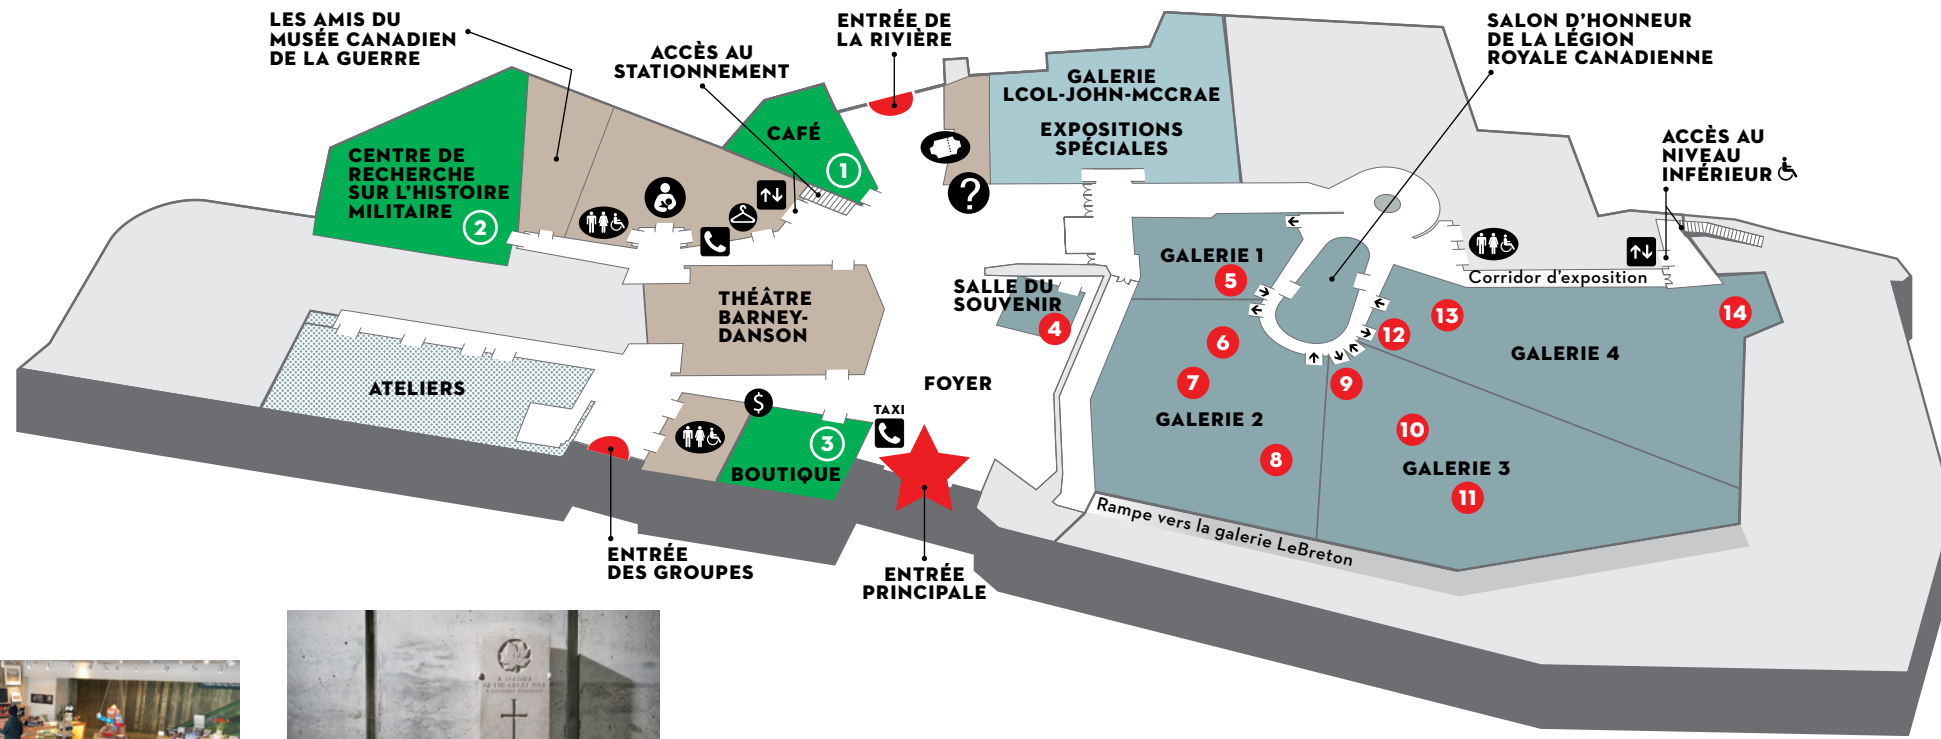 LES AMIS DU
MUSÉE CANADIEN
DE LA GUERRE
ACCÈS AU
STATIONNEMENT
ENTRÉE DE
LA RIVIÈRE
SALON D'HONNEUR
DE LA LÉGION
ROYALE CANADIENNE
GALERIE
LCOL-JOHN-MCCRAE
EXPOSITIONS
SPÉCIALES
ACCÈS AU
NIVEAU
INFÉRIEUR
CAFÉ
1
CENTRE DE
RECHERCHE
SUR L'HISTOIRE
MILITAIRE
2
?
GALERIE 1
5
Corridor d'exposition
SALLE DU
SOUVENIR
4
THÉÂTRE
BARNEY-
DANSON
6
7
GALERIE 2
8
9
10
GALERIE 3
11
12
13
GALERIE 4
14
ATELIERS
FOYER
$
TAXI
3
BOUTIQUE
Rampe vers la galerie LeBreton
ENTRÉE
DES GROUPES
ENTRÉE
PRINCIPALE